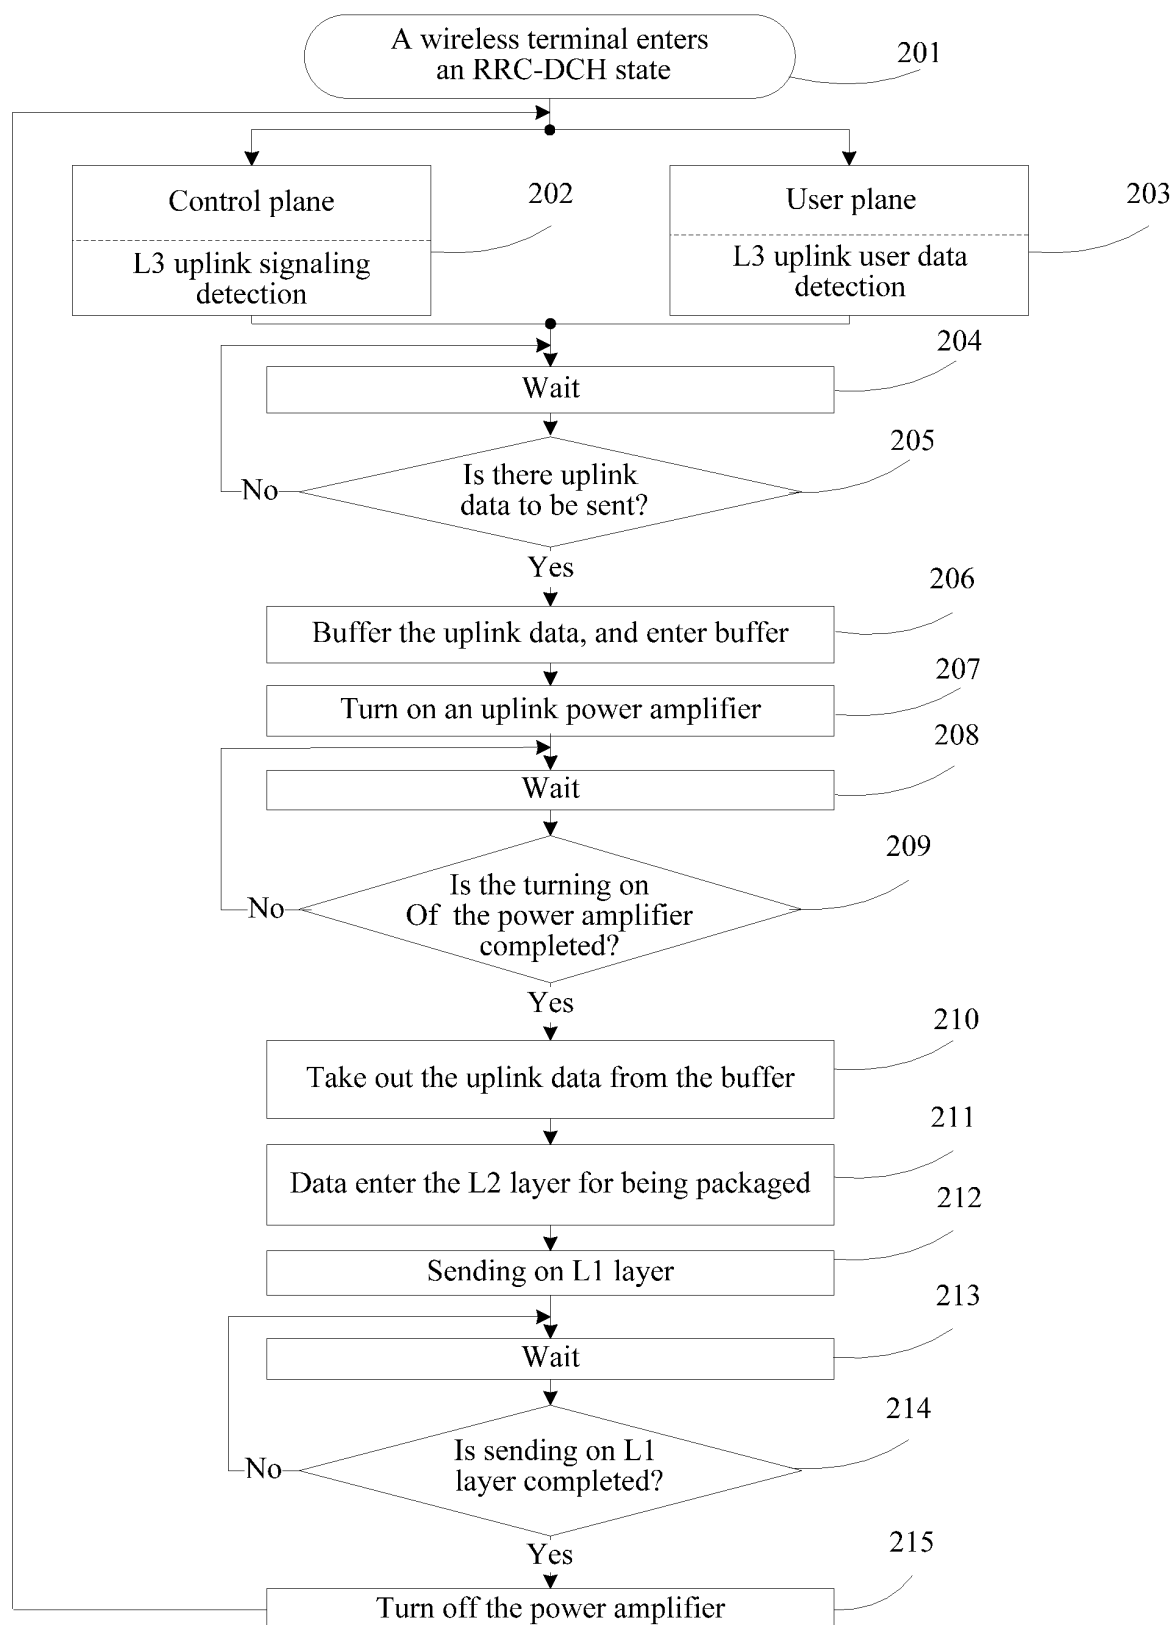 A wireless terminal enters
an RRC-DCH state
201
Control plane
L3 uplink signaling
detection
202
User plane
L3 uplink user data
detection
203
Wait
204
Is there uplink
data to be sent?
205
No
Yes
Buffer the uplink data, and enter buffer
206
Turn on an uplink power amplifier
207
Wait
208
Is the turning on
Of the power amplifier
completed?
209
No
Yes
Take out the uplink data from the buffer
210
Data enter the L2 layer for being packaged
211
Sending on L1 layer
212
Wait
213
Is sending on L1
layer completed?
214
No
Yes
Turn off the power amplifier
215